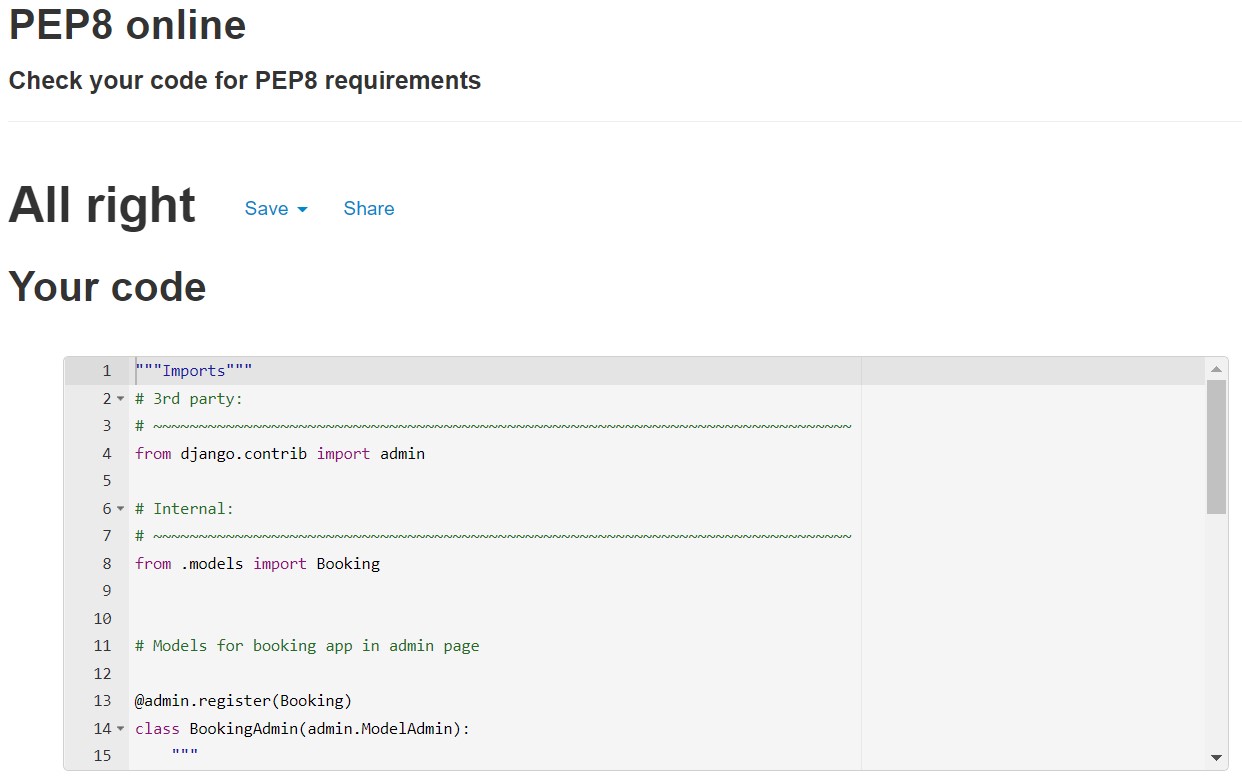 PEP8 online
Check your code for PEP8 requirements
All right Save Share
Your code
1 """Imports"""
2 # 3rd party:
3 # ~~~~~~~~~~~~~~~~~~~~~~~~~~~~~~~~~~~~~~~~~~~~~~~~~~~~~~~~~~~~~~~~~~~~~~~~~~~~~
4 from django.contrib import admin
5
6 # Internal:
7 # ~~~~~~~~~~~~~~~~~~~~~~~~~~~~~~~~~~~~~~~~~~~~~~~~~~~~~~~~~~~~~~~~~~~~~~~~~~~~~
8 from .models import Booking
9
10
11 # Models for booking app in admin page
12
13 @admin.register(Booking)
14 class BookingAdmin(admin.ModelAdmin):
15 """